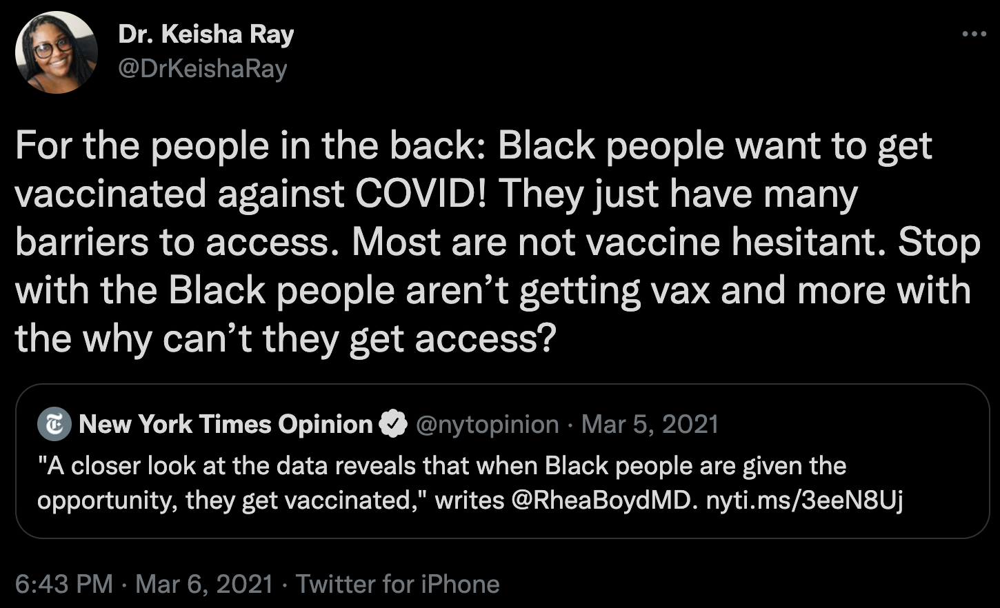 Dr. Keisha Ray
@DrKeishaRay
For the people in the back: Black people want to get
vaccinated against COVID! They just have many
barriers to access. Most are not vaccine hesitant. Stop
with the Black people aren’t getting vax and more with
the why can’t they get access?
New York Times Opinion @nytopinion · Mar 5, 2021
"A closer look at the data reveals that when Black people are given the
opportunity, they get vaccinated," writes @RheaBoydMD. nyti.ms/3eeN8Uj
6:43 PM · Mar 6, 2021 · Twitter for iPhone